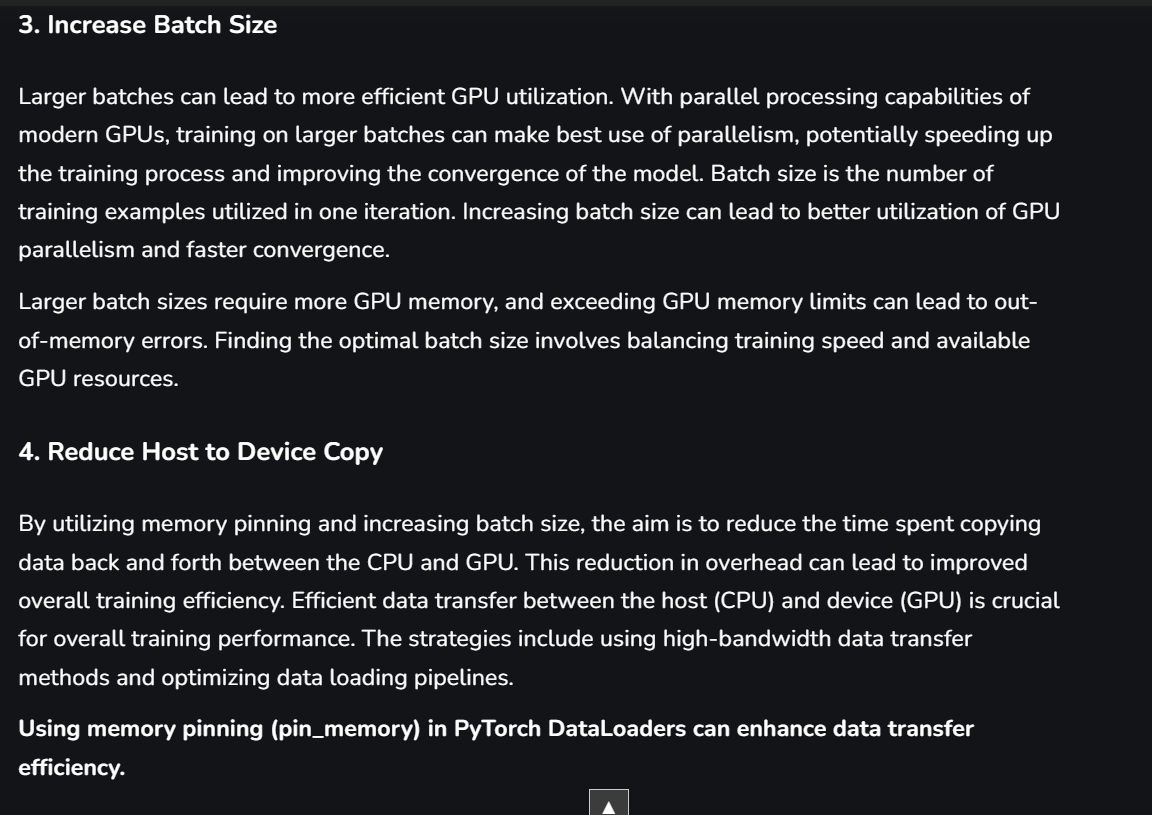 3. Increase Batch Size
Larger batches can lead to more efficient GPU utilization. With parallel processing capabilities of
modern GPUs, training on larger batches can make best use of parallelism, potentially speeding up
the training process and improving the convergence of the model. Batch size is the number of
training examples utilized in one iteration. Increasing batch size can lead to better utilization of GPU
parallelism and faster convergence.
Larger batch sizes require more GPU memory, and exceeding GPU memory limits can lead to out-
of-memory errors. Finding the optimal batch size involves balancing training speed and available
GPU resources.
4. Reduce Host to Device Copy
By utilizing memory pinning and increasing batch size, the aim is to reduce the time spent copying
data back and forth between the CPU and GPU. This reduction in overhead can lead to improved
overall training efficiency. Efficient data transfer between the host (CPU) and device (GPU) is crucial
for overall training performance. The strategies include using high-bandwidth data transfer
methods and optimizing data loading pipelines.
Using memory pinning (pin_memory) in PyTorch DataLoaders can enhance data transfer
efficiency.